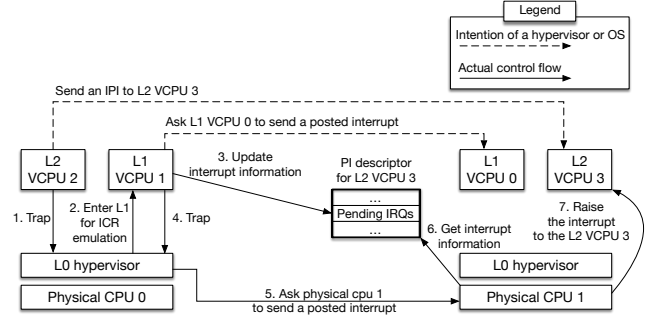 Legend
Intention of a hypervisor or OS
Actual control flow
Send an IPI to L2 VCPU 3
Ask L1 VCPU 0 to send a posted interrupt
L2
VCPU 2
L1
VCPU 1
3. Update
interrupt information
PI descriptor
for L2 VCPU 3
L1
VCPU 0
L2
VCPU 3
...
Pending IRQs
...
1. Trap
2. Enter L1
for ICR
emulation
4. Trap
6. Get interrupt
information
7. Raise
the interrupt
to the L2 VCPU 3
L0 hypervisor
L0 hypervisor
Physical CPU 0
5. Ask physical cpu 1
to send a posted interrupt
Physical CPU 1